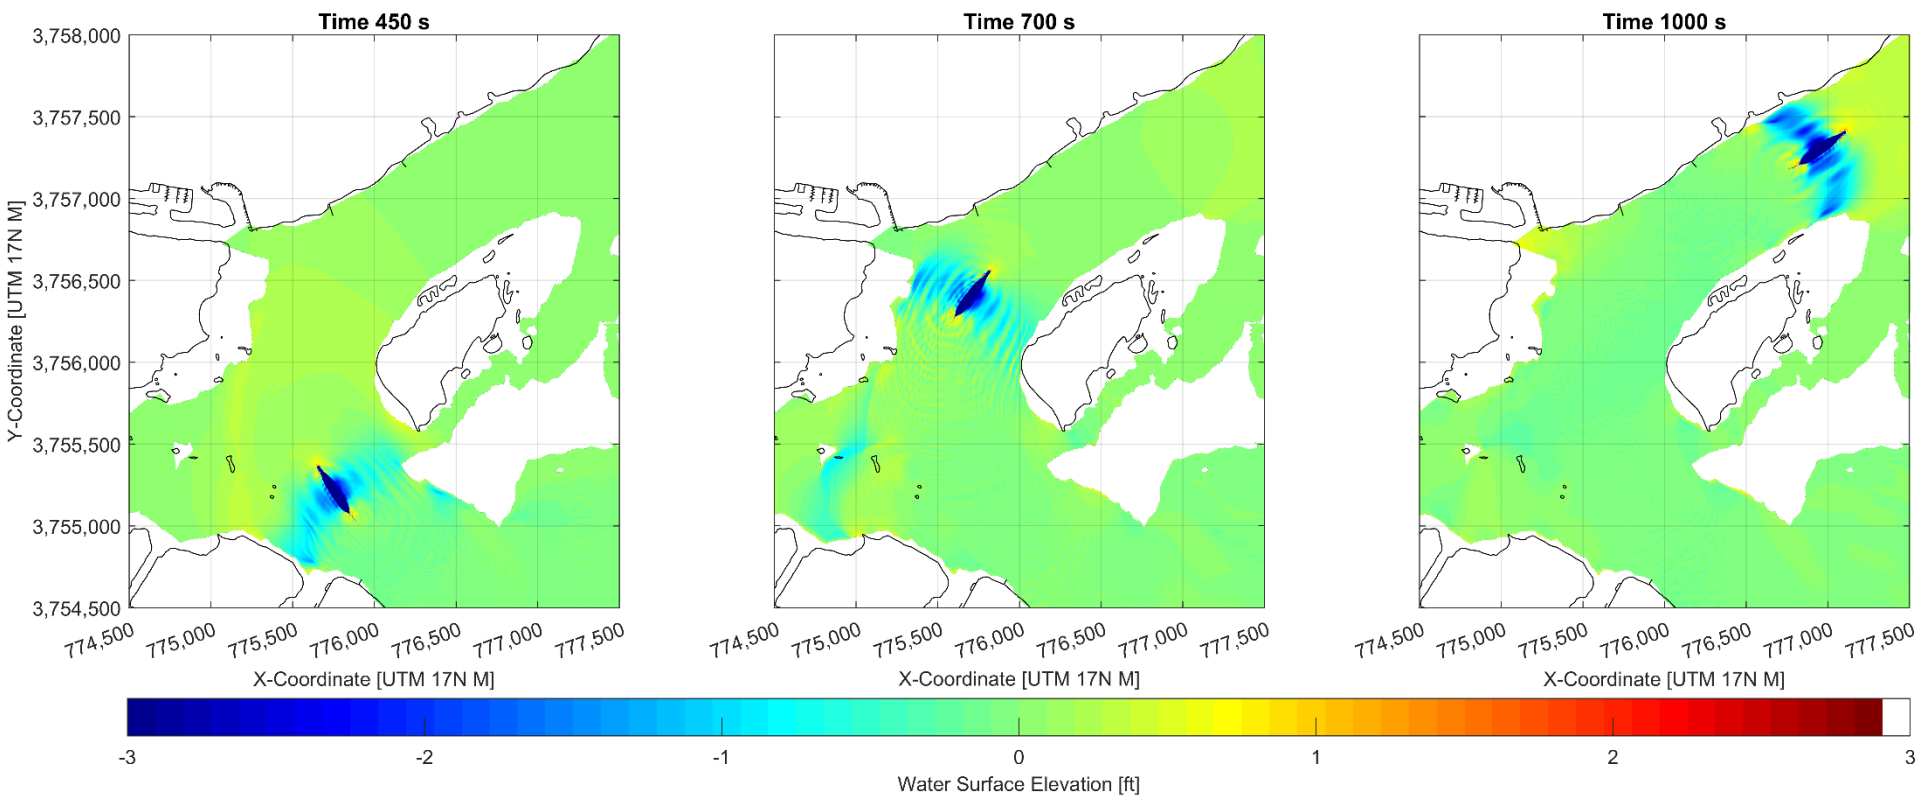 Time 450 s
Time 700 s
Time 1000 s
3,758,000
3,757,500
3,757,000
3,756,500
3,756,000
3,755,500
3,755,000
3,754,500
Y-Coordinate [UTM 17N M]
774,500 775,000 775,500 776,000 776,500 777,000 777,500
774,500 775,000 775,500 776,000 776,500 777,000 777,500
774,500 775,000 775,500 776,000 776,500 777,000 777,500
X-Coordinate [UTM 17N M]
X-Coordinate [UTM 17N M]
X-Coordinate [UTM 17N M]
-3 -2 -1 0 1 2 3
Water Surface Elevation [ft]